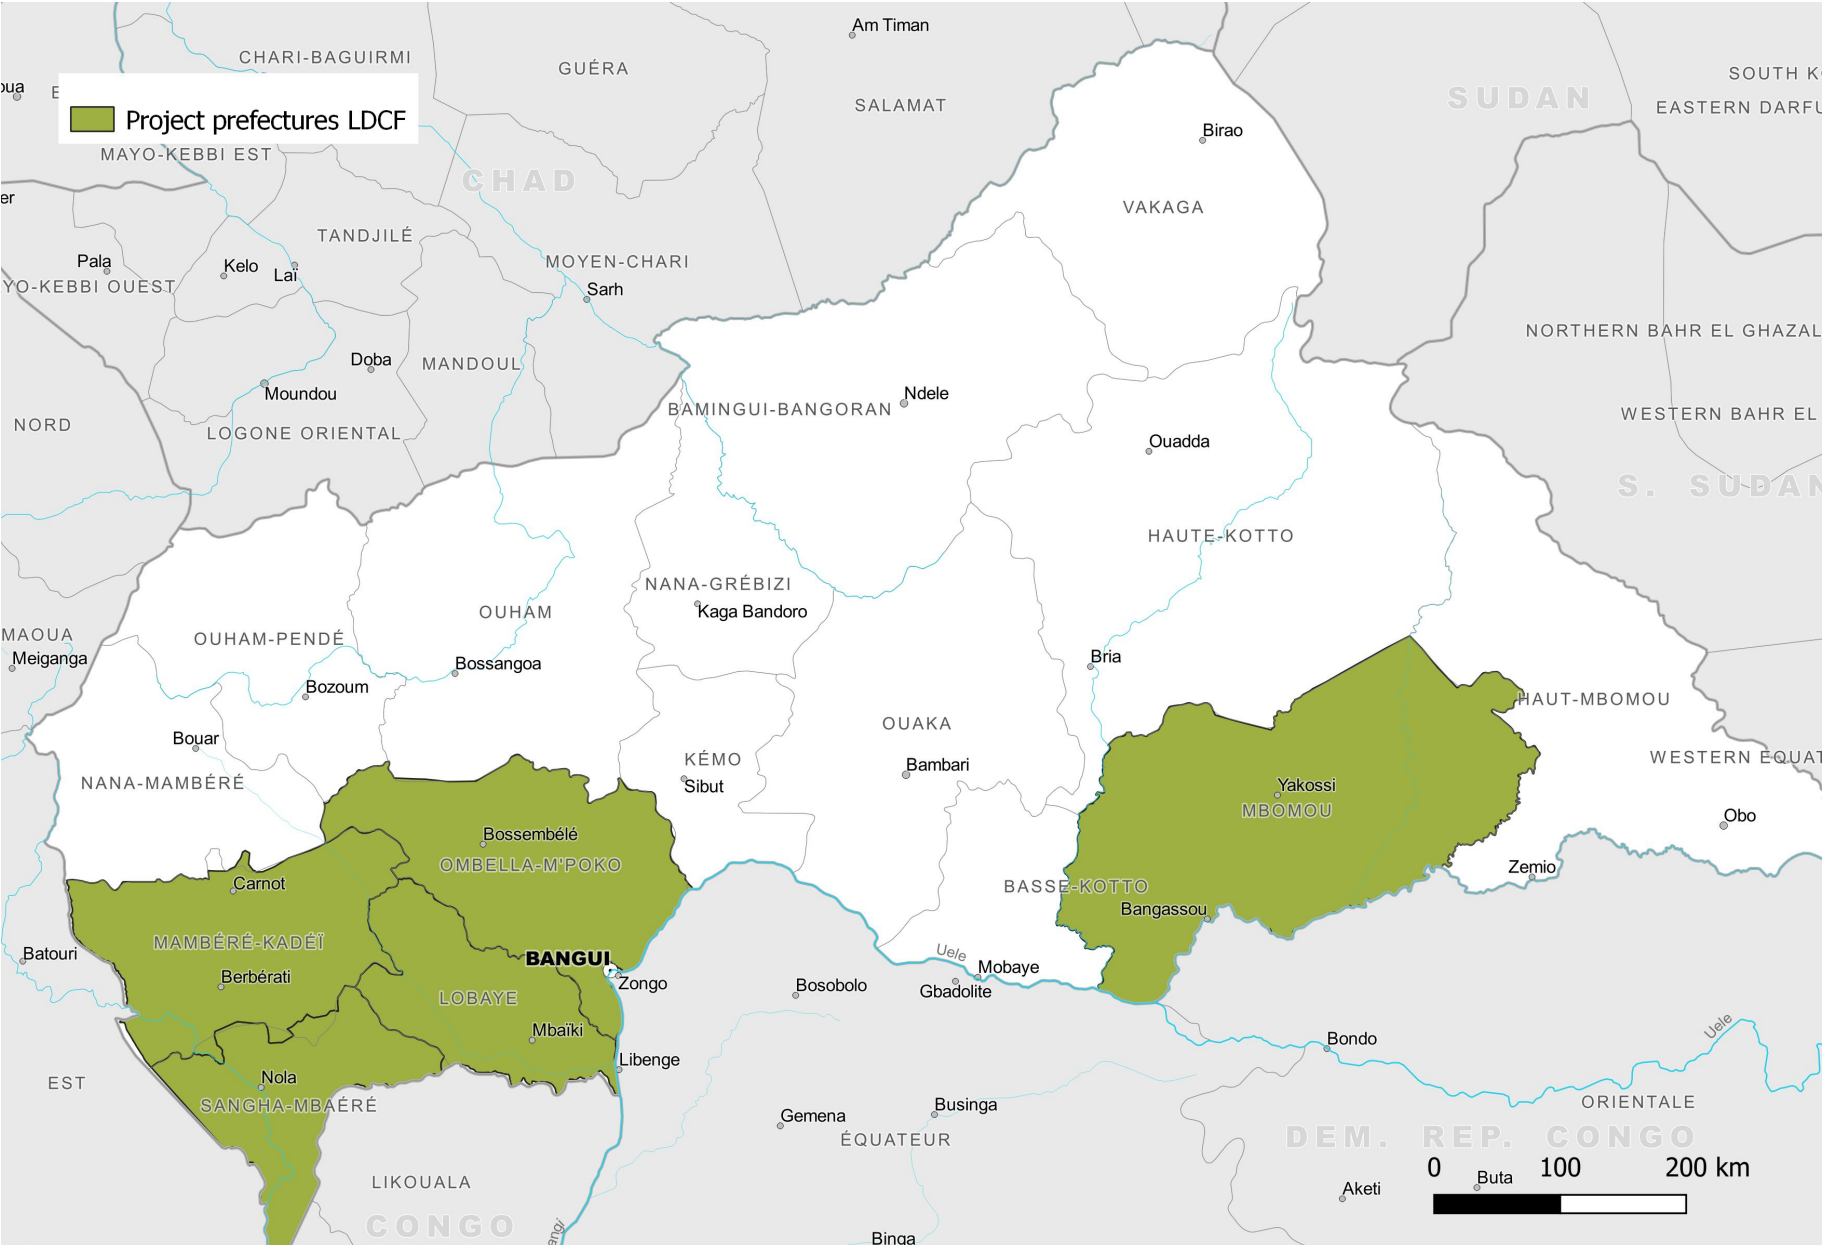 Am Timan
CHARI-BAGUIRMI
GUÉRA
SOUTH K
SUDAN
SALAMAT
EASTERN DARFU
oua
E
Project prefectures LDCF
Birao
MAYO-KEBBI EST
CHAD
er
VAKAGA
TANDJILÉ
Pala
Kelo
Laï
MOYEN-CHARI
YO-KEBBI OUEST
Sarh
NORTHERN BAHR EL GHAZAL
Doba
MANDOUL
Moundou
Ndele
BAMINGUI-BANGORAN
WESTERN BAHR EL
NORD
LOGONE ORIENTAL
Ouadda
S. SUDAN
HAUTE-KOTTO
NANA-GRÉBIZI
Kaga Bandoro
OUHAM
MAOUA
OUHAM-PENDÉ
Meiganga
Bossangoa
Bria
Bozoum
HAUT-MBOMOU
OUAKA
Bouar
KÉMO
WESTERN EQUAT
Bambari
NANA-MAMBÉRÉ
Sibut
Yakossi
MBOMOU
Obo
Bossembélé
OMBELLA-M'POKO
Zemio
Carnot
BASSE-KOTTO
Bangassou
MAMBÉRÉ-KADÉÏ
Batouri
BANGUI
Uele
Mobaye
Berbérati
Zongo
Bosobolo
Gbadolite
LOBAYE
Mbaïki
Uele
Bondo
Libenge
EST
Nola
SANGHA-MBAÉRÉ
Businga
ORIENTALE
Gemena
ÉQUATEUR
DEM. REP. CONGO
0 100 200 km
LIKOUALA
Aketi
Buta
CONGO
angi
Binga